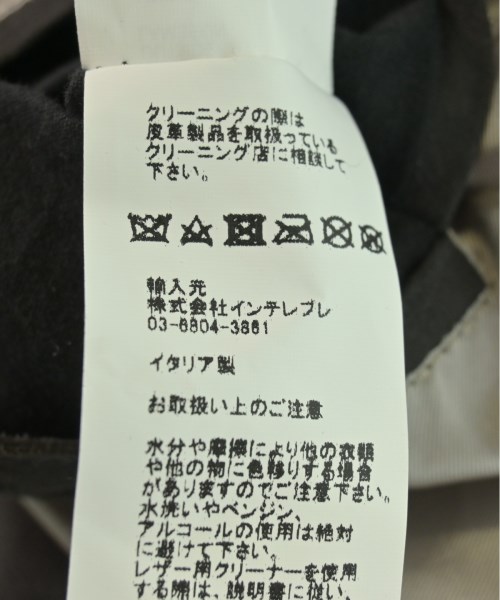 クリーニングの際は
皮革製品を取扱っている
クリーニング店に相談して
下さい。
輸入元
株式会社インテレプレ
03-6804-3861
イタリア製
お取扱い上のご注意
水分や摩擦により他の衣類
や他の物に色移りする場合
がありますのでご注意下さい。
水洗いやベンジン、
アルコールの使用は絶対
に避けて下さい。
レザー用クリーナーを使用
する際は、説明書に従い、